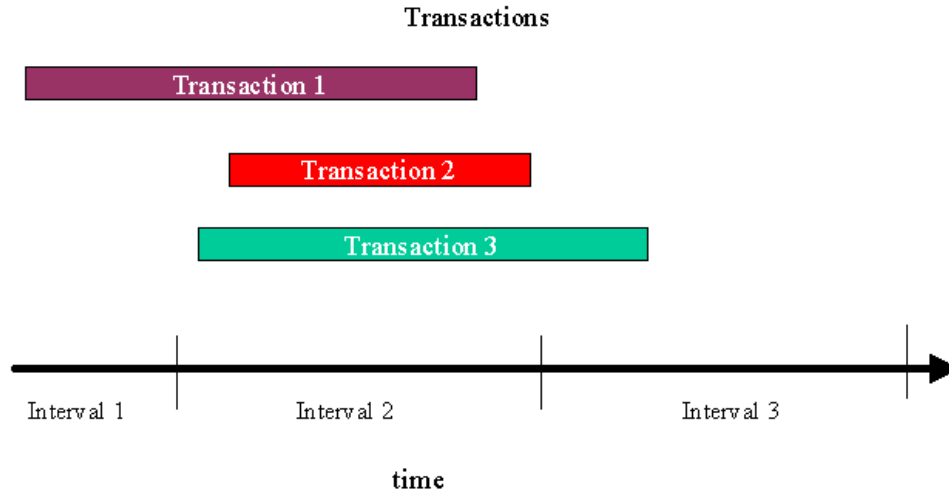 Transactions
Transaction 1
Transaction 2
Transaction 3
Interval 1 Interval 2 Interval 3
time